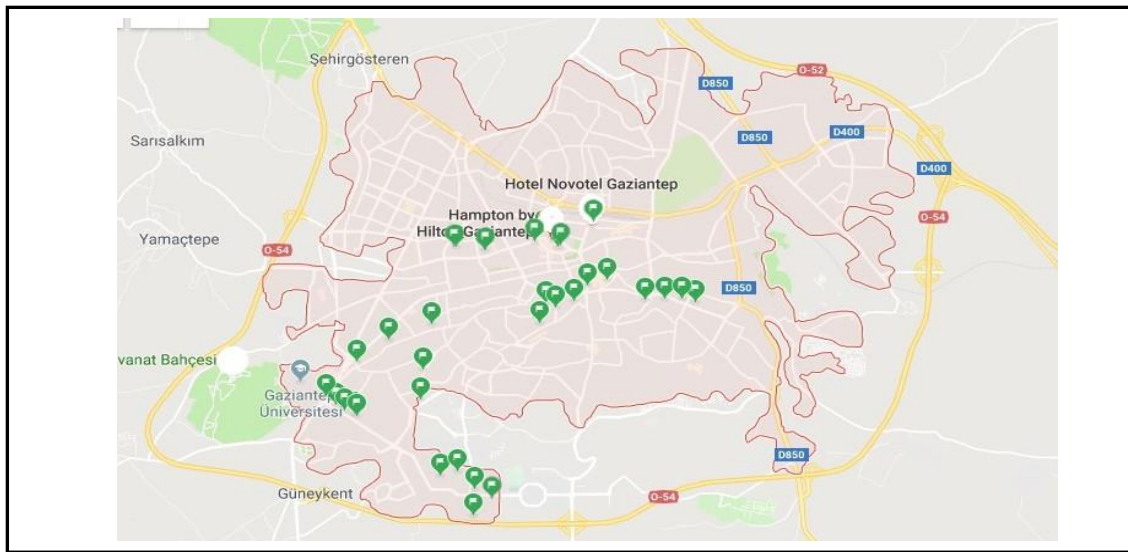 Şehirgösteren
O-52
D850
D400
D850
Sarısalkım
D400
Hotel Novotel Gaziantep
Hampton by
Hilton Gaziantep
O-54
Yamaçtepe
O-54
D850
vanat Bahçesi
Gaziantep
Üniversitesi
D850
Güneykent
O-54